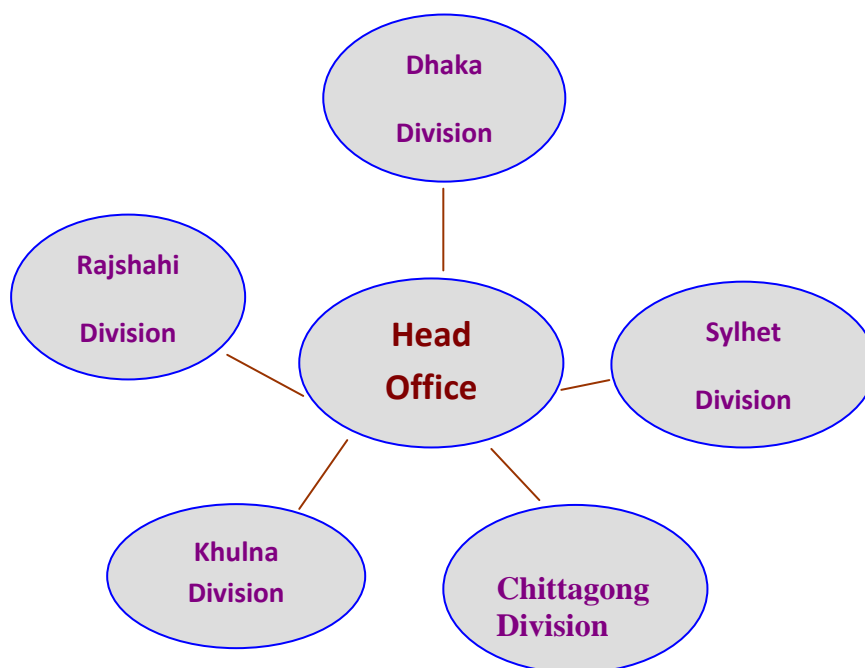 Dhaka
Division
Rajshahi
Division
Head
Office
Sylhet
Division
Khulna
Division
Chittagong
Division